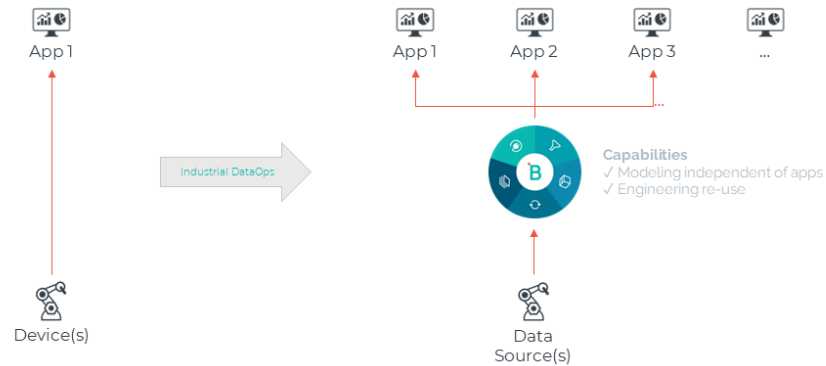 App 1
App 1
App 2
App 3
...
...
Industrial DataOps
B
Capabilities
✓ Modeling independent of apps
✓ Engineering re-use
Device(s)
Data
Source(s)